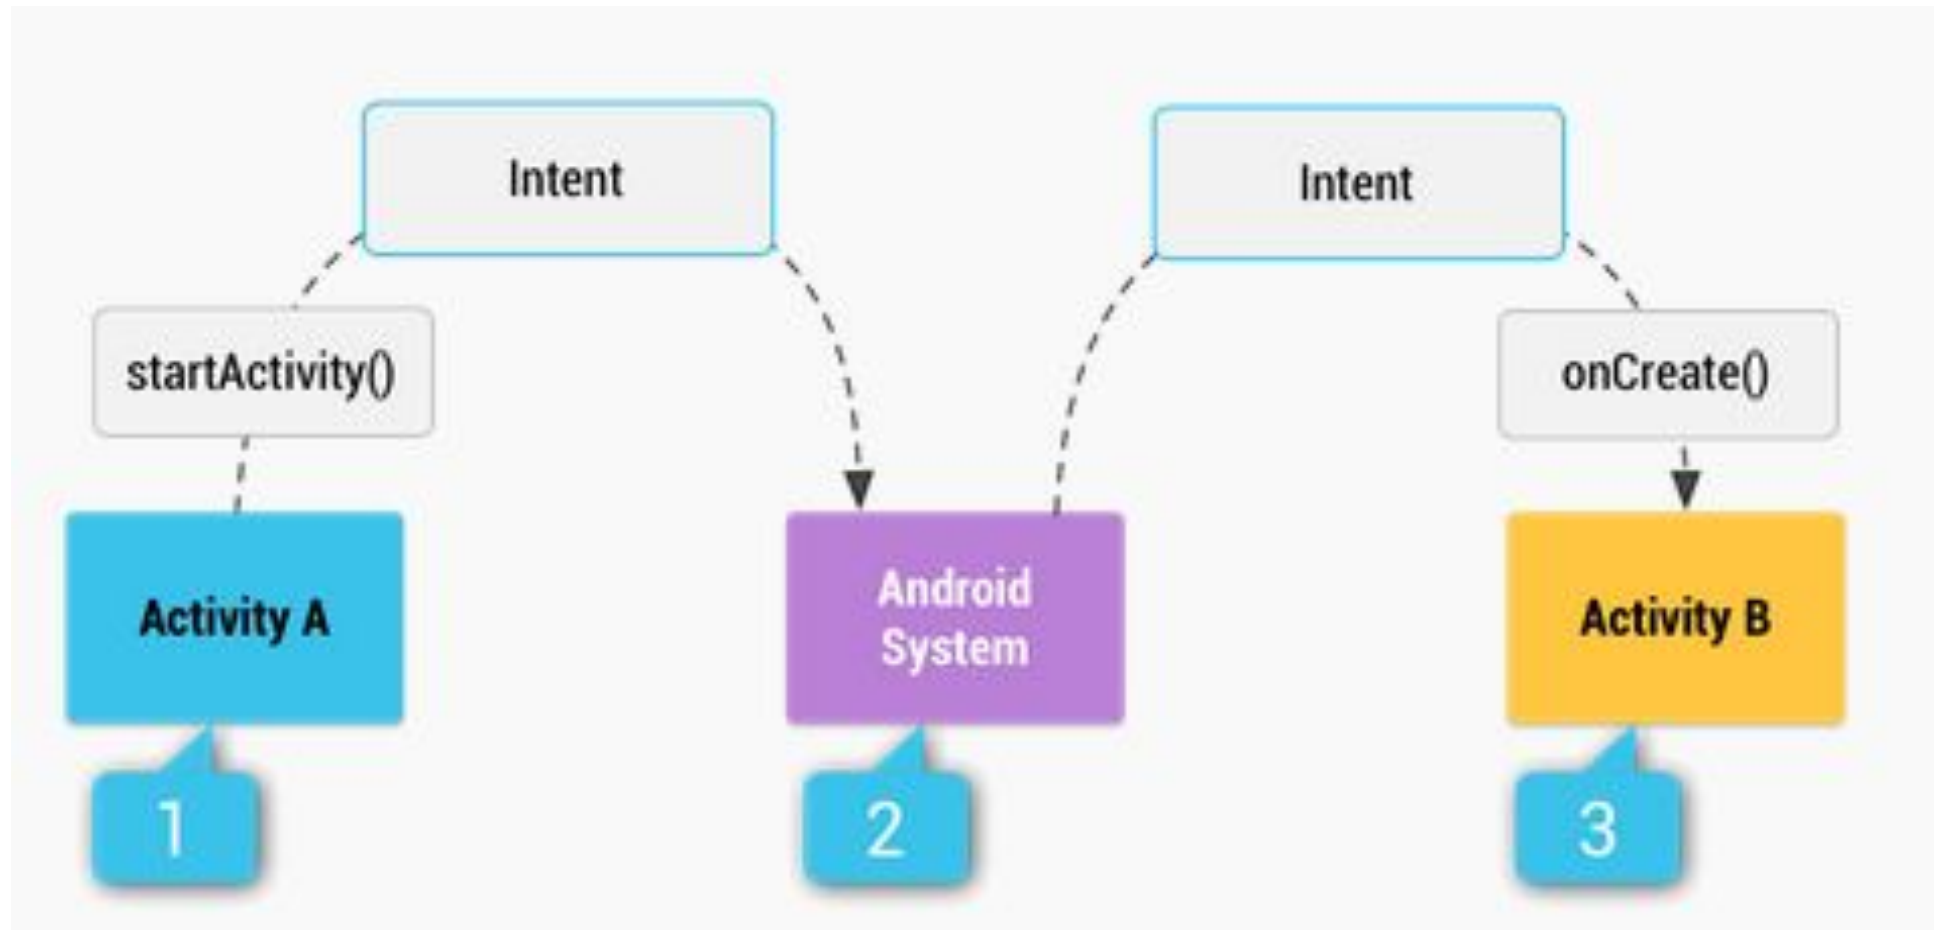 Intent
Intent
startActivity()
onCreate()
Activity A
Android
System
Activity B
1
2
3